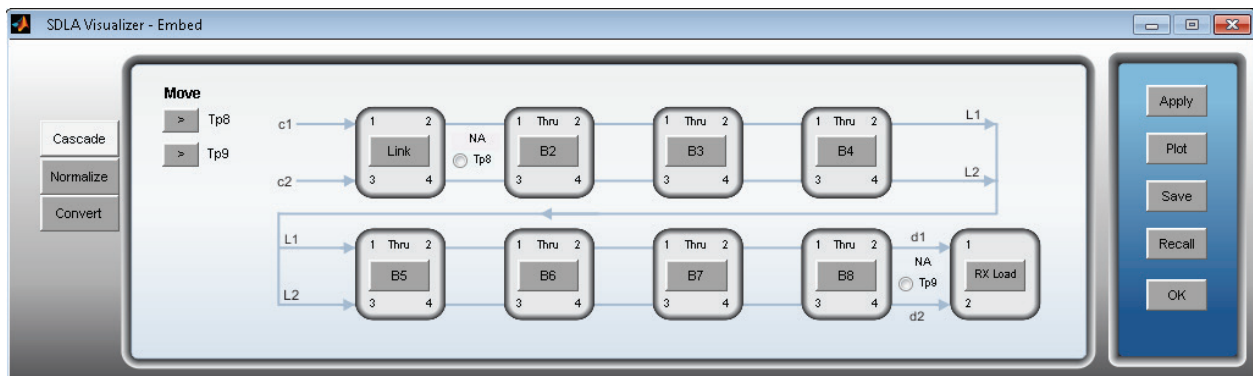 SDLA Visualizer - Embed
Move
> Tp8
> Tp9
Cascade
Normalize
Convert
c1
c2
1 2
Link
3 4
NA
Tp8
1 Thru 2
B2
3 4
1 Thru 2
B3
3 4
1 Thru 2
B4
3 4
L1
L2
L1
L2
1 Thru 2
B5
3 4
1 Thru 2
B6
3 4
1 Thru 2
B7
3 4
1 Thru 2
B8
3 4
d1
NA
Tp9
d2
1
RX Load
2
Apply
Plot
Save
Recall
OK